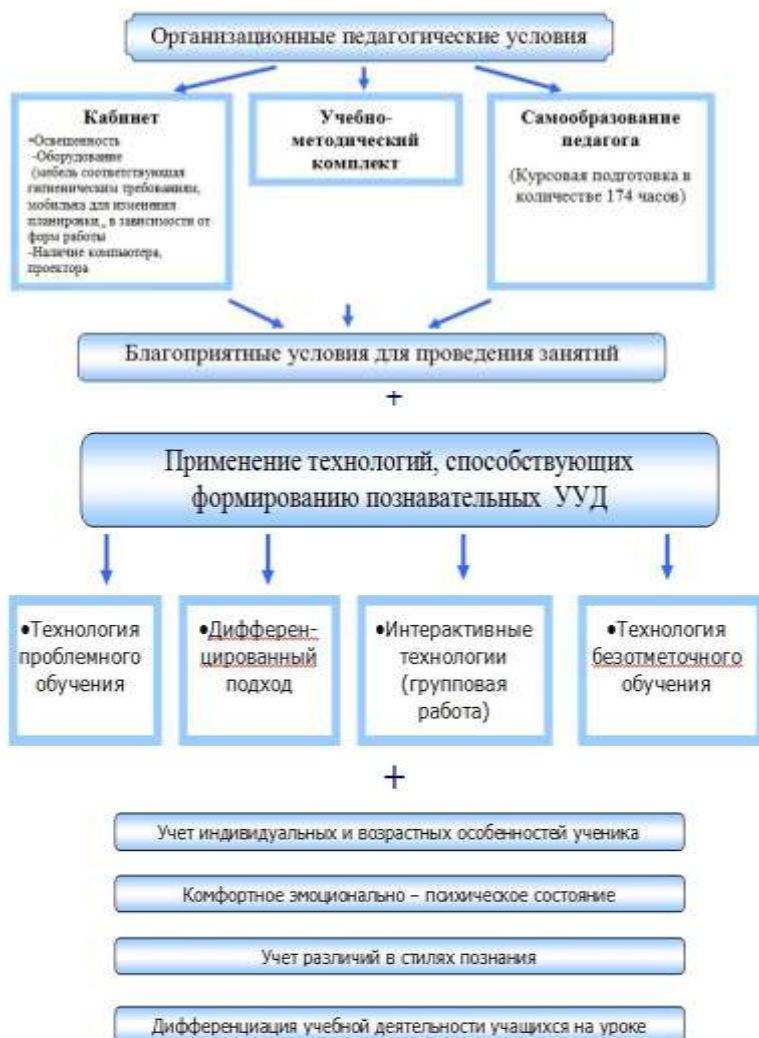 Организационные педагогические условия
Кабинет
•Освещенность
-Оборудование
(мебель соответствующая
гигиеническим требованиям,
мобильна для изменения
планировки, в зависимости от
форм работы
-Наличие компьютера,
проектора
Учебно-
методический
комплект
Самообразование
педагога
(Курсовая подготовка в
количестве 174 часов)
Благоприятные условия для проведения занятий
+
Применение технологий, способствующих
формированию познавательных УУД
•Технология
проблемного
обучения
•Дифферен-
цированный
подход
•Интерактивные
технологии
(групповая
работа)
•Технология
безотметочного
обучения
+
Учет индивидуальных и возрастных особенностей ученика
Комфортное эмоционально – психическое состояние
Учет различий в стилях познания
Дифференциация учебной деятельности учащихся на уроке